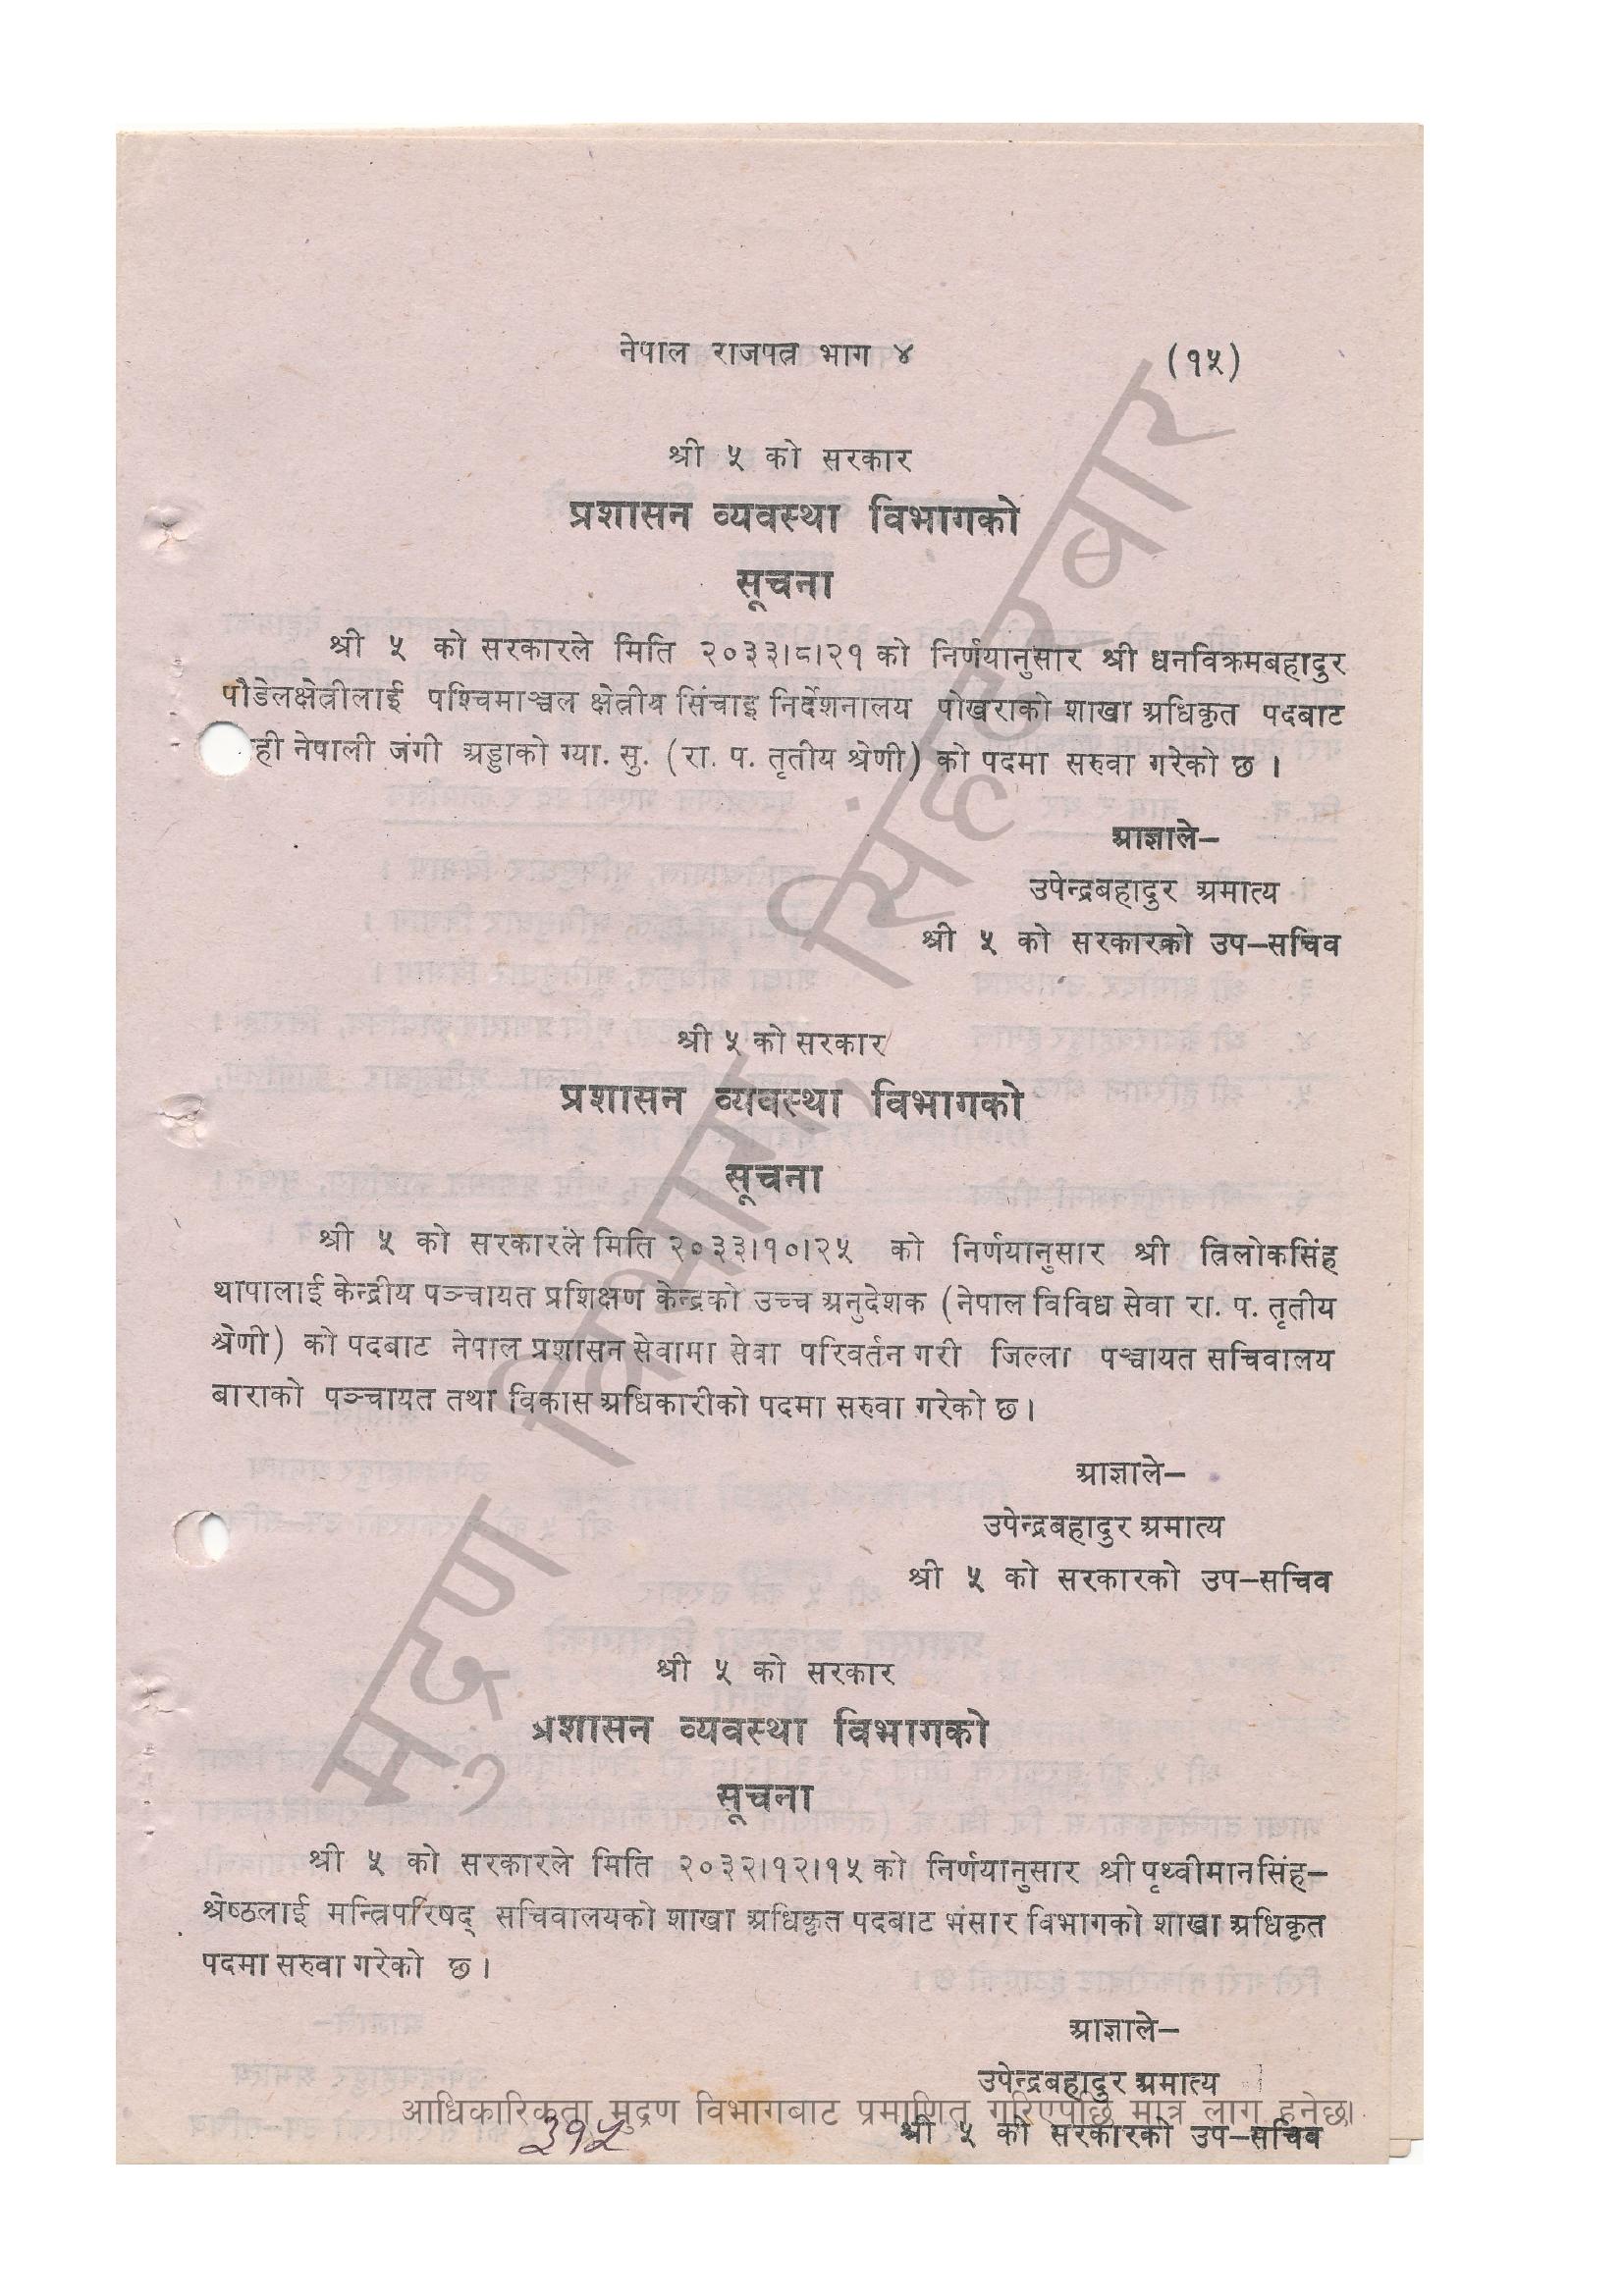 नेपाल राजपत्र भाग ४ (१५)
श्री ५ को सरकार
प्रशासन व्यवस्था विभागको
सूचना
श्री ५ को सरकारले मिति २०३३।८।२१ को निर्णयानुसार श्री धनविक्रमबहादुर
पौडेलक्षेत्रीलाई पश्चिमाञ्चल क्षेत्रीय सिंचाइ निर्देशनालय पोखराको शाखा अधिकृत पदबाट
ही नेपाली जंगी अड्डाको ग्या. सु. (रा. प. तृतीय श्रेणी) को पदमा सरुवा गरेको छ ।
आज्ञाले–
उपेन्द्रबहादुर अमात्य
श्री ५ को सरकारको उप–सचिव
श्री ५ को सरकार
प्रशासन व्यवस्था विभागको
सूचना
श्री ५ को सरकारले मिति २०३३।१०।२५ को निर्णयानुसार श्री त्रिलोकसिंह
थापालाई केन्द्रीय पञ्चायत प्रशिक्षण केन्द्रको उच्च अनुदेशक (नेपाल विविध सेवा रा. प. तृतीय
श्रेणी) को पदबाट नेपाल प्रशासन सेवामा सेवा परिवर्तन गरी जिल्ला पञ्चायत सचिवालय
बाराको पञ्चायत तथा विकास अधिकारीको पदमा सरुवा गरेको छ ।
आज्ञाले–
उपेन्द्रबहादुर अमात्य
श्री ५ को सरकारको उप–सचिव
श्री ५ को सरकार
प्रशासन व्यवस्था विभागको
सूचना
श्री ५ को सरकारले मिति २०३२।१२।१५ को निर्णयानुसार श्री पृथ्वीमानसिंह–
श्रेष्ठलाई मन्त्रिपरिषद् सचिवालयको शाखा अधिकृत पदबाट भंसार विभागको शाखा अधिकृत
पदमा सरुवा गरेको छ ।
आज्ञाले–
उपेन्द्रबहादुर अमात्य
आधिकारिकता मुद्रण विभागबाट प्रमाणित गरिएपछि मात्र लागु हुनेछ।
श्री ५ को सरकारको उप–सचिव
३१५
मुद्रण विभाग, सिंहदरबार